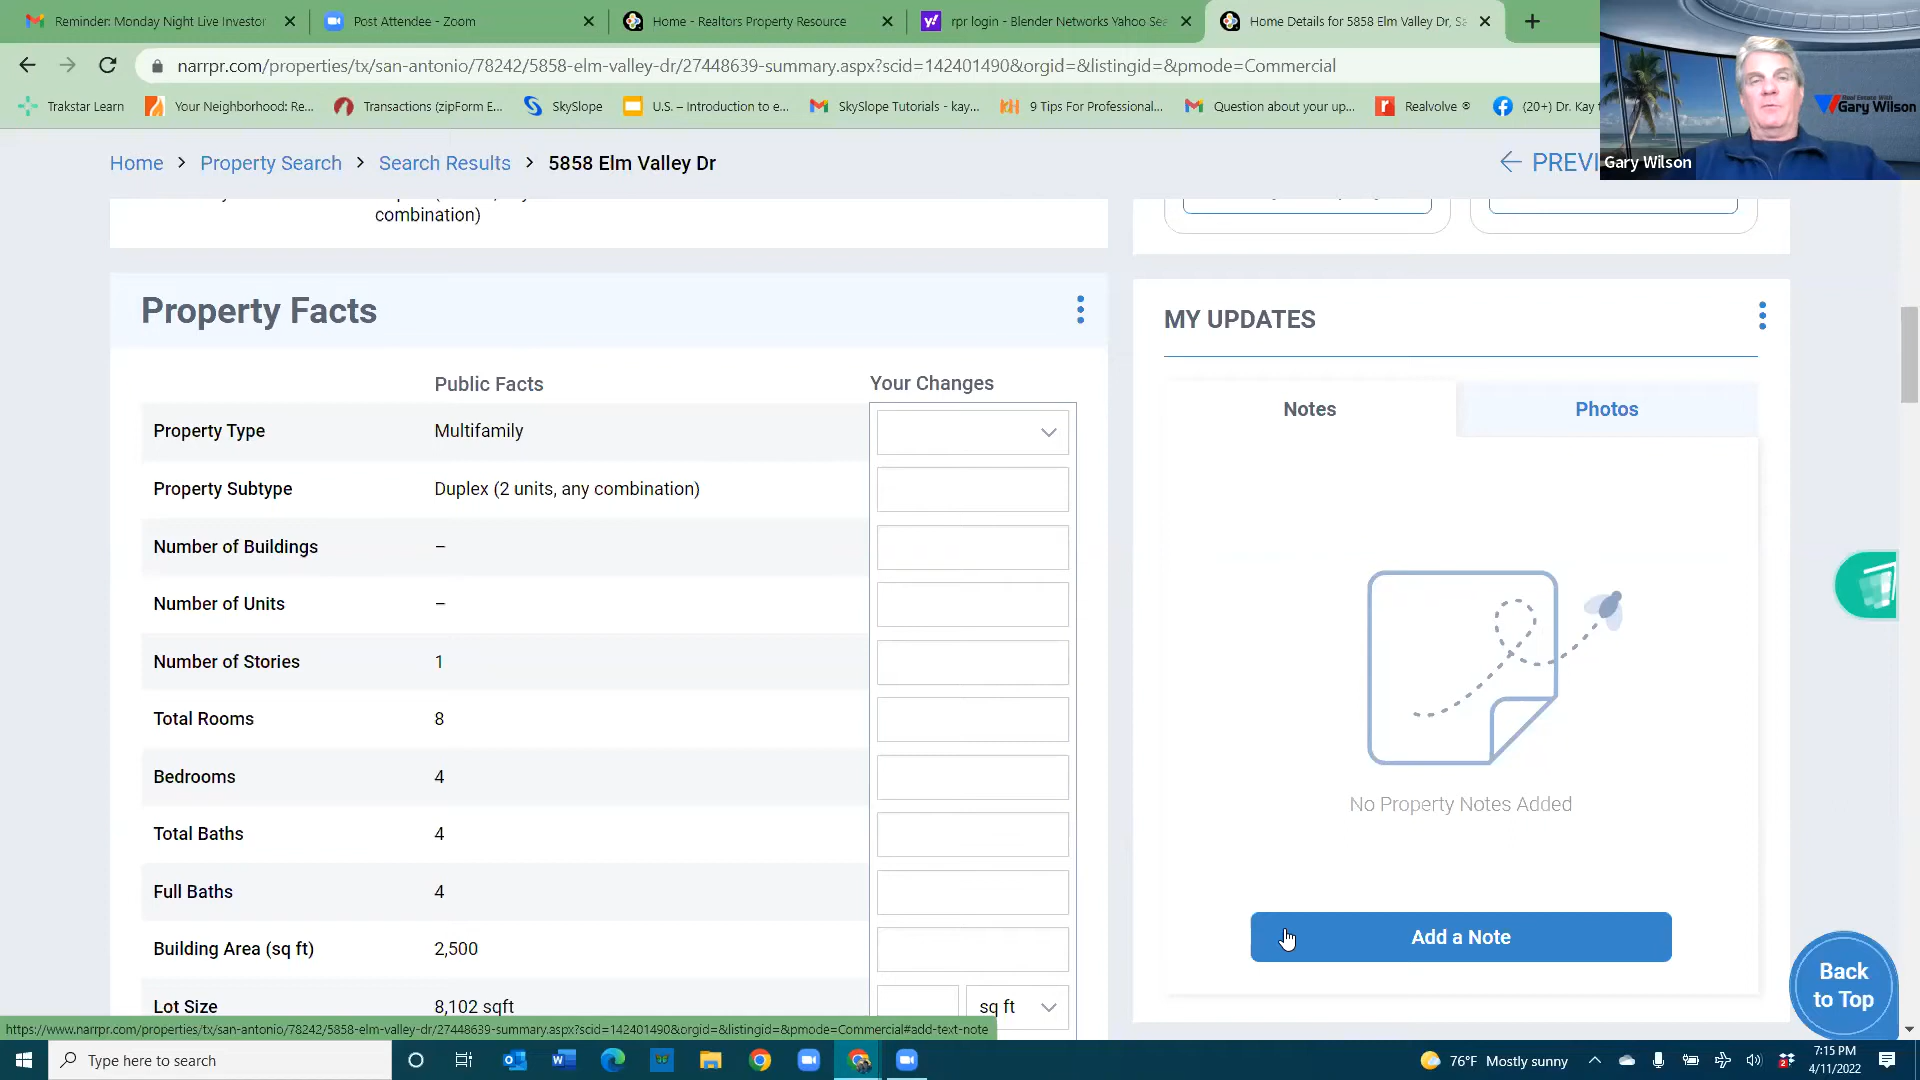 Reminder: Monday Night Live Investor
Post Attendee - Zoom
Home - Realtors Property Resource
rpr login - Blender Networks Yahoo Sea
Home Details for 5858 Elm Valley Dr, Sa
narrpr.com/properties/tx/san-antonio/78242/5858-elm-valley-dr/27448639-summary.aspx?scid=142401490&orgid=&listingid=&pmode=Commercial
Trakstar Learn
Your Neighborhood: Re...
Transactions (zipForm E...
SkySlope
U.S. – Introduction to e...
SkySlope Tutorials - kay...
9 Tips For Professional...
Question about your up...
Realvolve ®
(20+) Dr. Kay
Real Estate With
Gary Wilson
Gary Wilson
Home > Property Search > Search Results > 5858 Elm Valley Dr
PREVI
combination)
Property Facts
Public Facts
Your Changes
Property Type
Multifamily
Property Subtype
Duplex (2 units, any combination)
Number of Buildings
–
Number of Units
–
Number of Stories
1
Total Rooms
8
Bedrooms
4
Total Baths
4
Full Baths
4
Building Area (sq ft)
2,500
Lot Size
8,102 sqft
sq ft
MY UPDATES
Notes
Photos
No Property Notes Added
Add a Note
Back
to Top
https://www.narrpr.com/properties/tx/san-antonio/78242/5858-elm-valley-dr/27448639-summary.aspx?scid=142401490&orgid=&listingid=&pmode=Commercial#add-text-note
Type here to search
76°F Mostly sunny
7:15 PM
4/11/2022